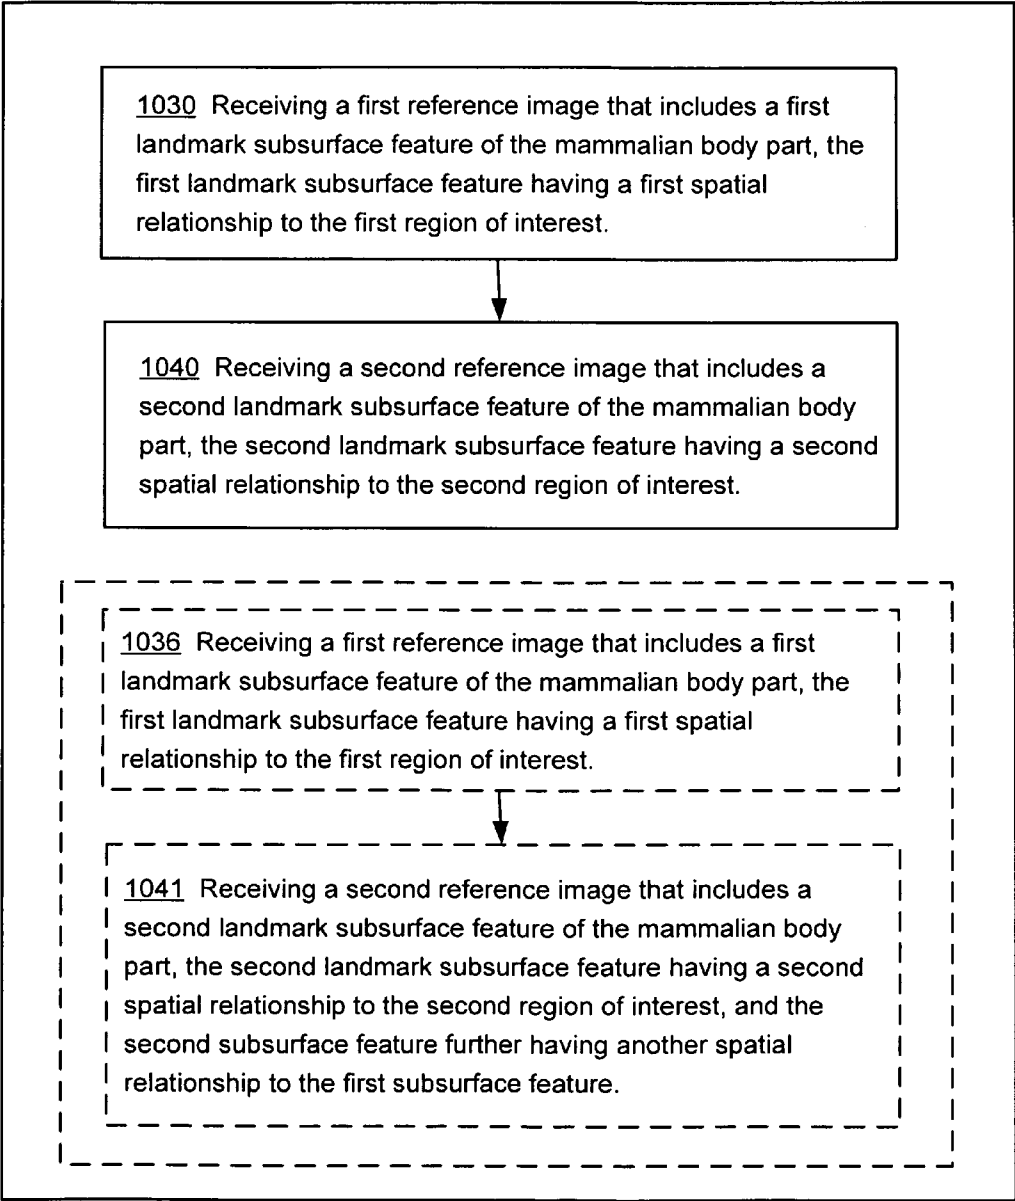 1030 Receiving a first reference image that includes a first
landmark subsurface feature of the mammalian body part, the
first landmark subsurface feature having a first spatial
relationship to the first region of interest.
1040 Receiving a second reference image that includes a
second landmark subsurface feature of the mammalian body
part, the second landmark subsurface feature having a second
spatial relationship to the second region of interest.
1036 Receiving a first reference image that includes a first
landmark subsurface feature of the mammalian body part, the
first landmark subsurface feature having a first spatial
relationship to the first region of interest.
1041 Receiving a second reference image that includes a
second landmark subsurface feature of the mammalian body
part, the second landmark subsurface feature having a second
spatial relationship to the second region of interest, and the
second subsurface feature further having another spatial
relationship to the first subsurface feature.